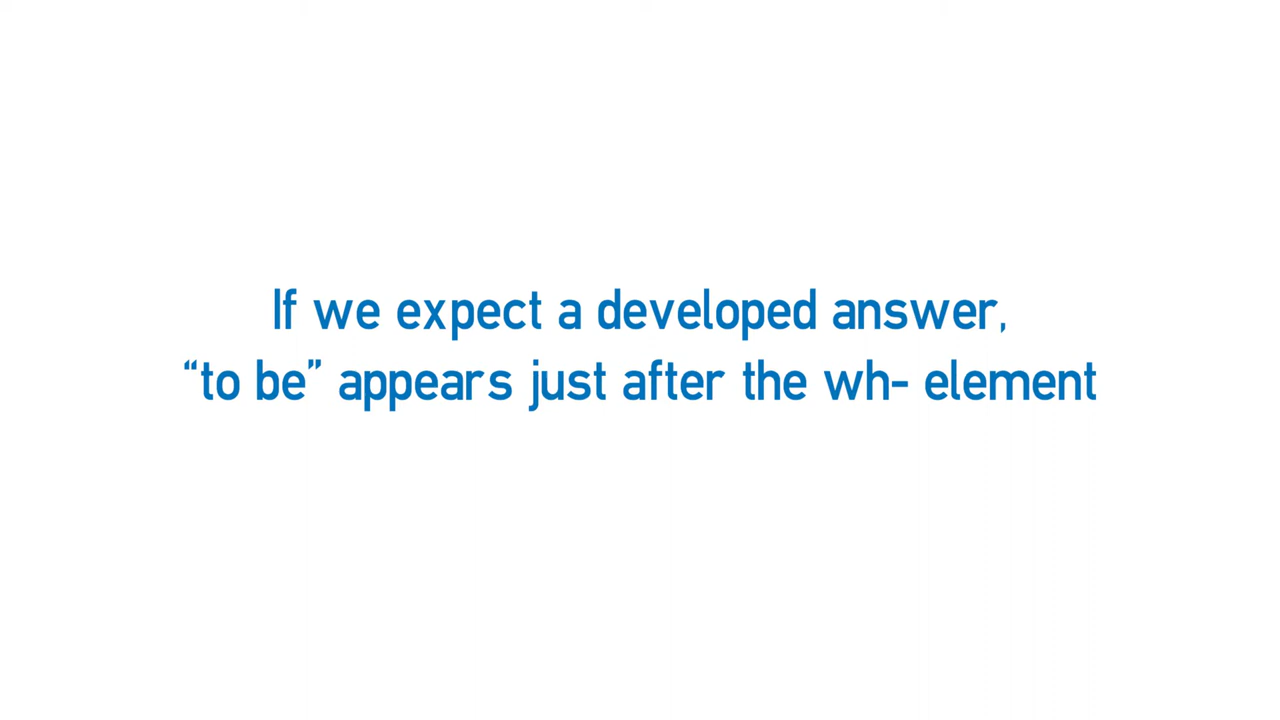 If we expect a developed answer,
“to be” appears just after the wh- element